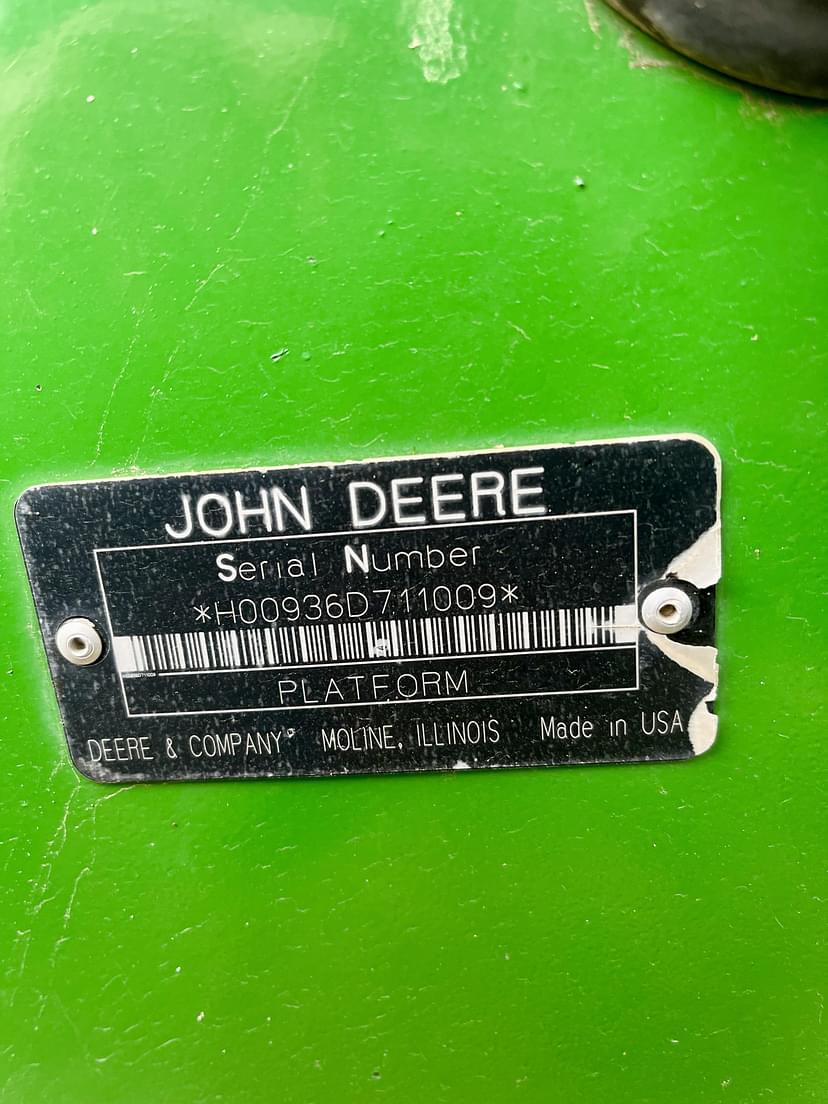 JOHN DEERE
Serial Number
*H00936D711009*
PLATFORM
DEERE & COMPANY MOLINE, ILLINOIS Made in USA